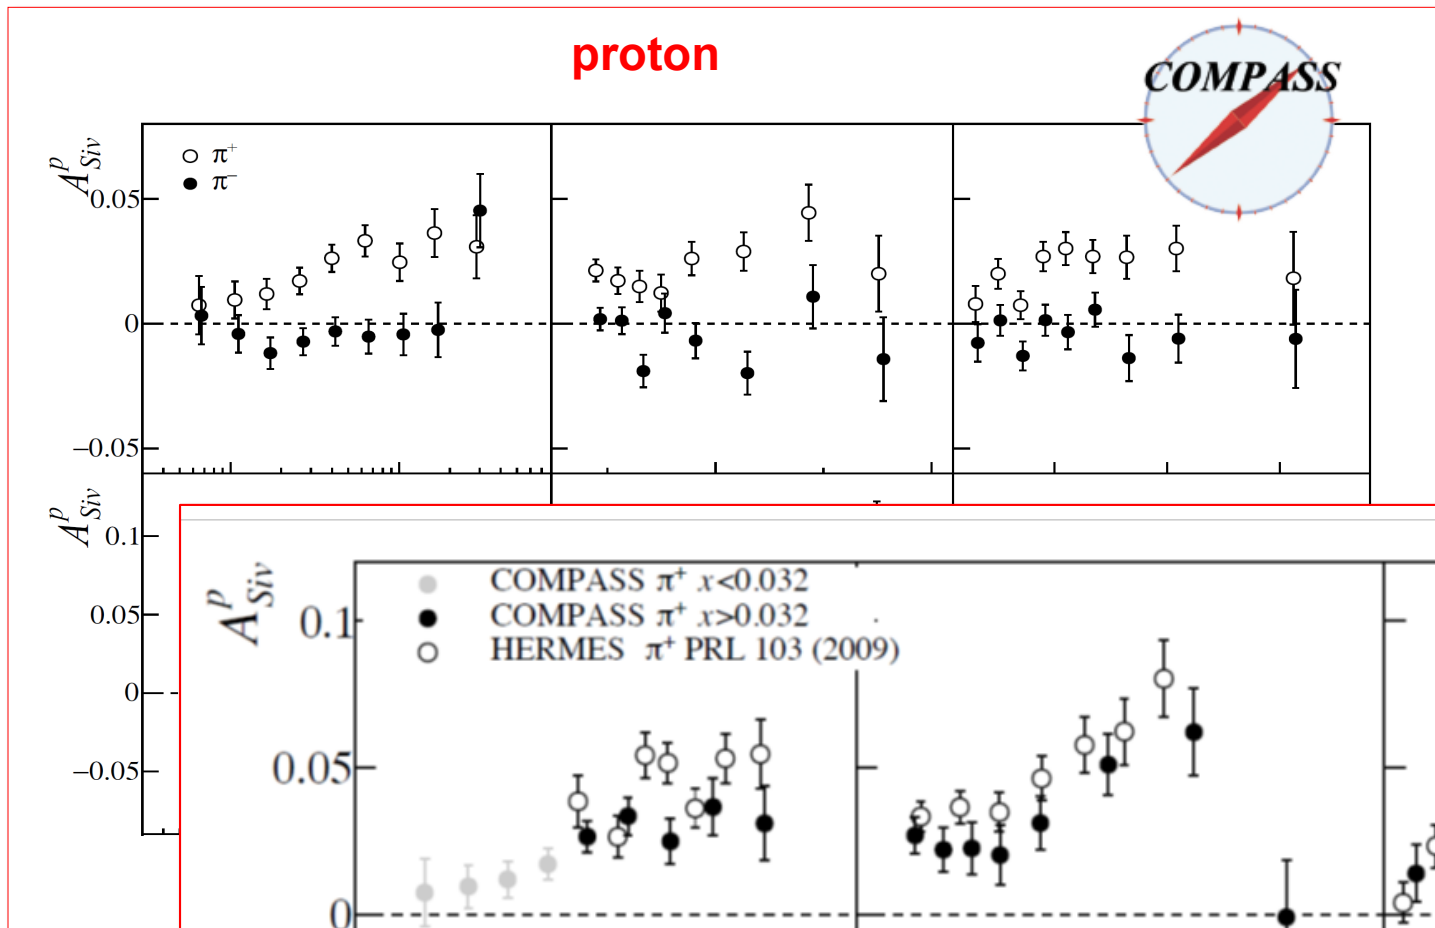 proton
COMPASS
A^p_Siv
π+
π−
0.05
0
−0.05
A^p_Siv
0.1
0.05
0
−0.05
A^p_Siv
COMPASS π+ x<0.032
COMPASS π+ x>0.032
HERMES π+ PRL 103 (2009)
0.1
0.05
0